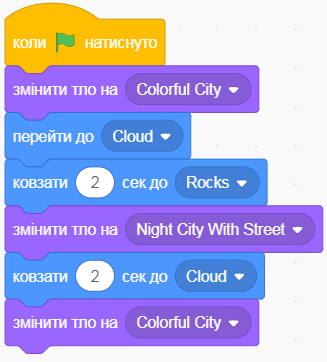 коли натиснуто
змінити тло на Colorful City
перейти до Cloud
ковзати 2 сек до Rocks
змінити тло на Night City With Street
ковзати 2 сек до Cloud
змінити тло на Colorful City